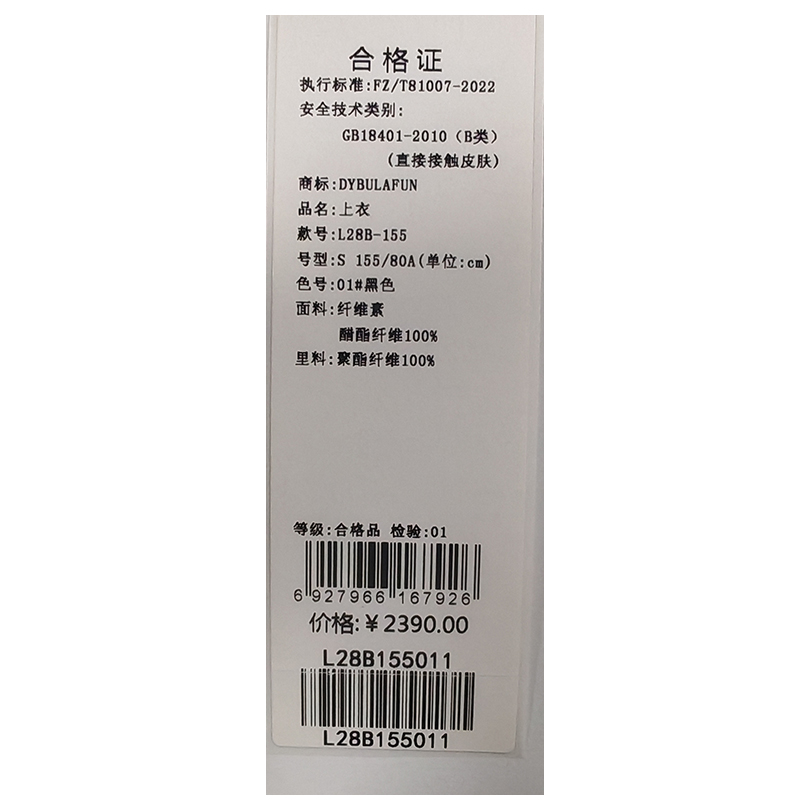 合格证
执行标准:FZ/T81007-2022
安全技术类别:
GB18401-2010（B类）
(直接接触皮肤)
商标:DYBULAFUN
品名:上衣
款号:L28B-155
号型:S 155/80A(单位:cm)
色号:01#黑色
面料:纤维素
醋酯纤维100%
里料:聚酯纤维100%
等级:合格品 检验:01
6 927966 167926
价格:￥2390.00
L28B155011
L28B155011